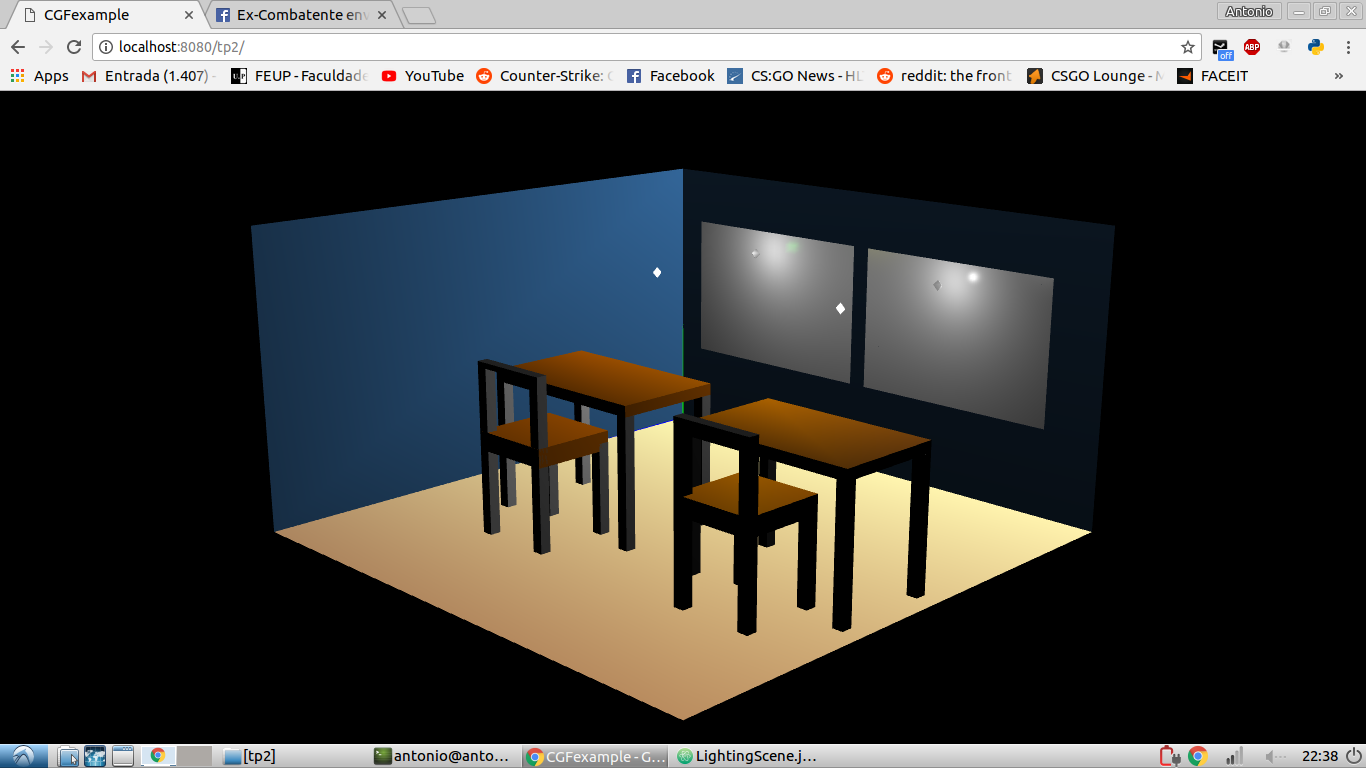 CGFexample
Ex-Combatente en
Antonio
localhost:8080/tp2/
ABP
off
Apps
Entrada (1.407) -
FEUP - Faculdade
YouTube
Counter-Strike:
Facebook
CS:GO News - HL
reddit: the front
CSGO Lounge -
FACEIT
»
[tp2]
antonio@anto...
CGFexample - G...
LightingScene.j...
22:38